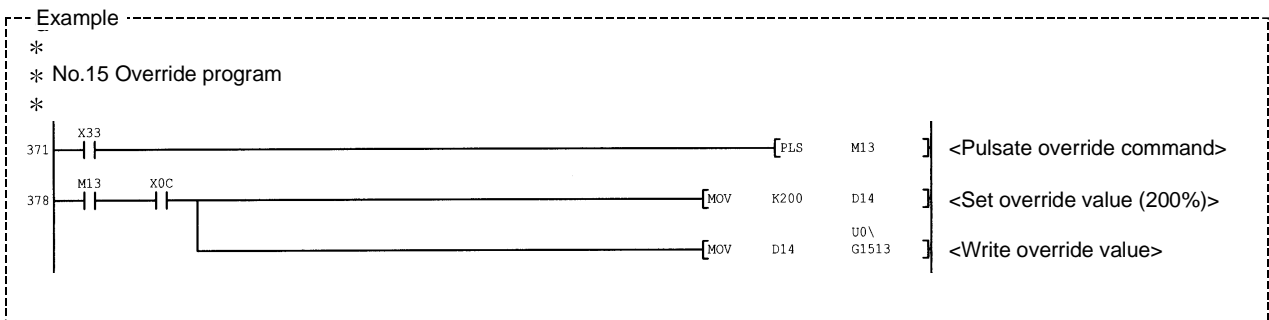 Example
*
* No.15 Override program
*
X33
371 [PLS M13 ] <Pulsate override command>
M13 X0C
378 [MOV K200 D14 ] <Set override value (200%)>
U0\
[MOV D14 G1513 ] <Write override value>